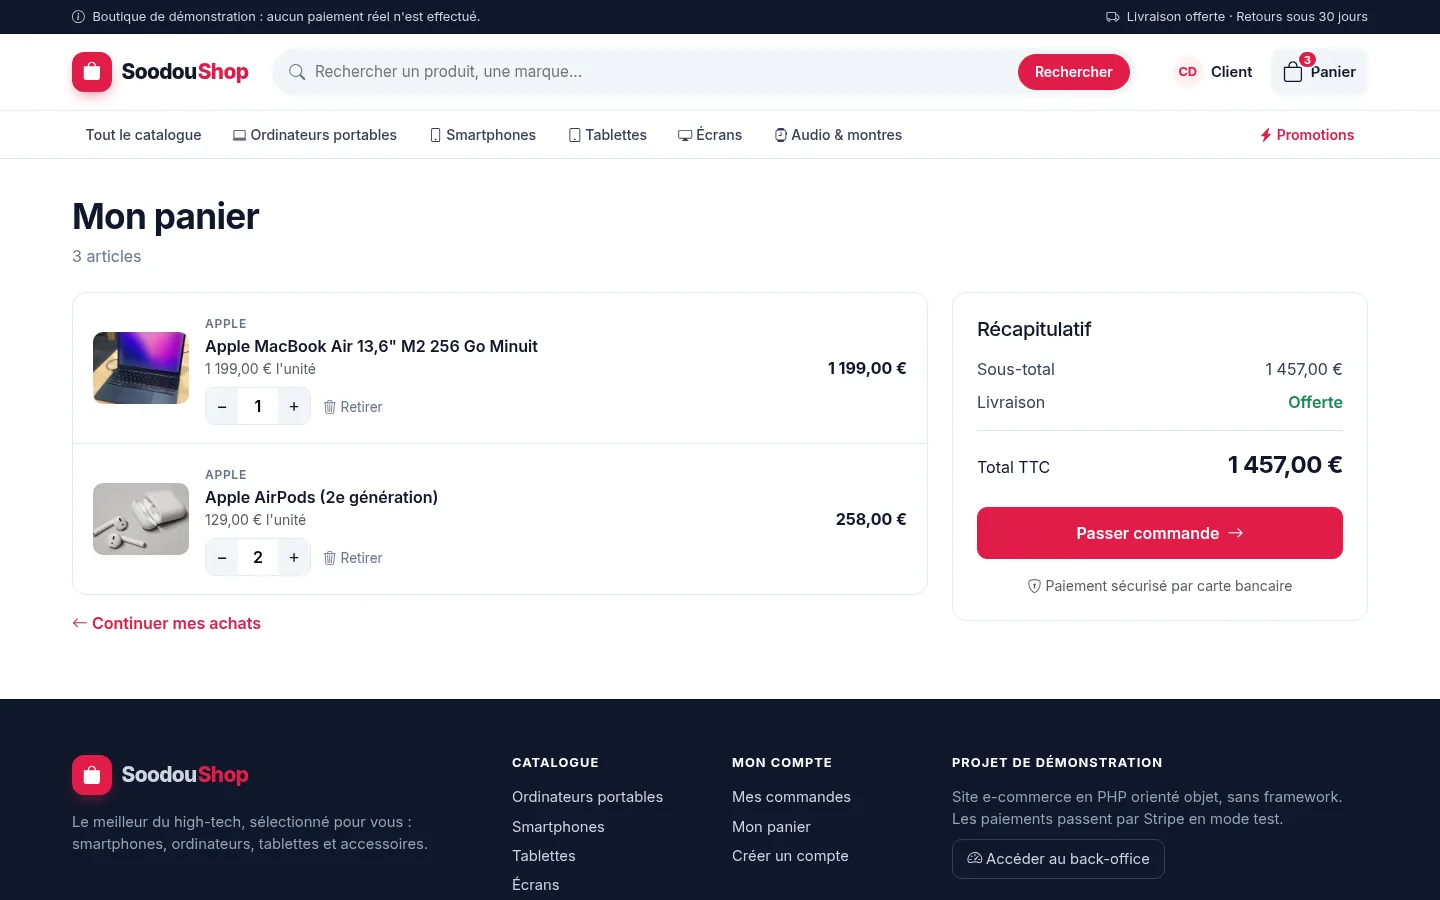 Boutique de démonstration : aucun paiement réel n'est effectué.
Livraison offerte · Retours sous 30 jours
SoodouShop
Rechercher un produit, une marque...
Rechercher
CD
Client
3
Panier
Tout le catalogue
Ordinateurs portables
Smartphones
Tablettes
Écrans
Audio & montres
Promotions
Mon panier
3 articles
APPLE
Apple MacBook Air 13,6" M2 256 Go Minuit
1 199,00 € l'unité
1 199,00 €
− 1 +
Retirer
APPLE
Apple AirPods (2e génération)
129,00 € l'unité
258,00 €
− 2 +
Retirer
← Continuer mes achats
Récapitulatif
Sous-total 1 457,00 €
Livraison Offerte
Total TTC 1 457,00 €
Passer commande →
Paiement sécurisé par carte bancaire
SoodouShop
Le meilleur du high-tech, sélectionné pour vous :
smartphones, ordinateurs, tablettes et accessoires.
CATALOGUE
Ordinateurs portables
Smartphones
Tablettes
Écrans
MON COMPTE
Mes commandes
Mon panier
Créer un compte
PROJET DE DÉMONSTRATION
Site e-commerce en PHP orienté objet, sans framework.
Les paiements passent par Stripe en mode test.
Accéder au back-office